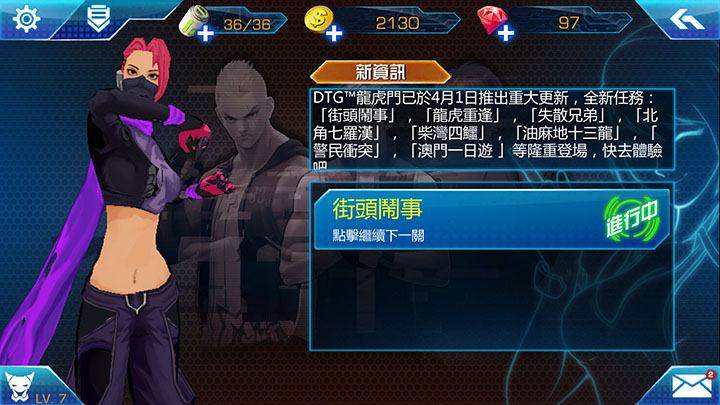 36/36
2130
97
新資訊
DTG™龍虎門已於4月1日推出重大更新，全新任務：
「街頭鬧事」，「龍虎重逢」，「失散兄弟」，「北
角七羅漢」，「柴灣四鱷」，「油麻地十三龍」，「
警民衝突」，「澳門一日遊 」等隆重登場，快去體驗
吧
街頭鬧事
進行中
點擊繼續下一關
LV. 7
2